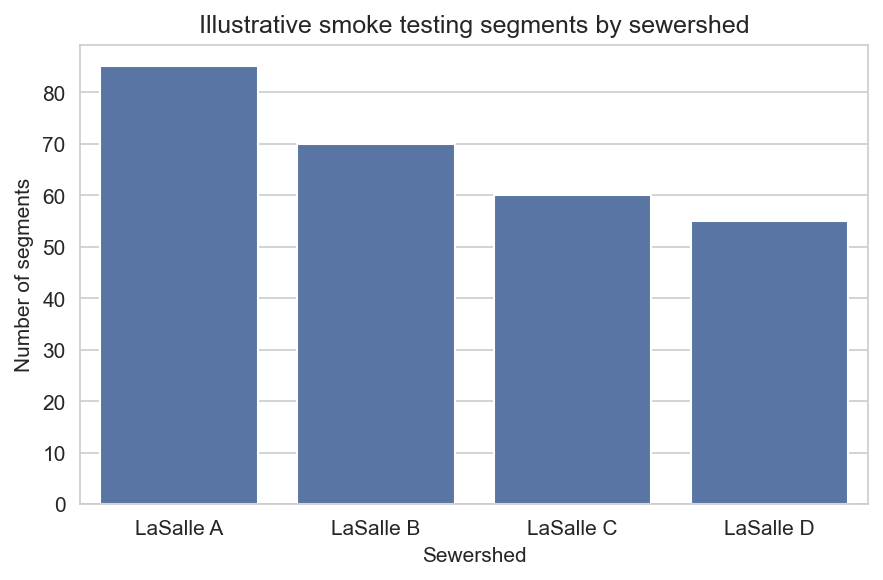 Illustrative smoke testing segments by sewershed
Number of segments
80
70
60
50
40
30
20
10
0
LaSalle A LaSalle B LaSalle C LaSalle D
Sewershed